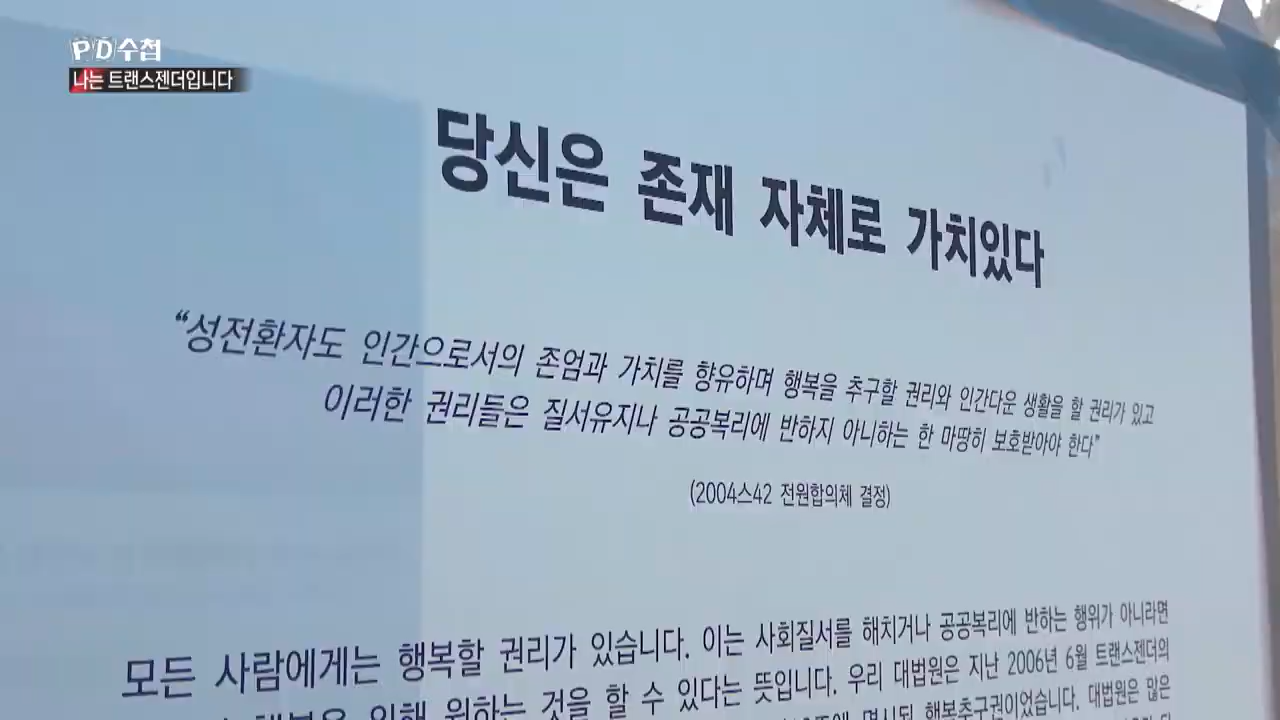 PD수첩
나는 트랜스젠더입니다
당신은 존재 자체로 가치있다
“성전환자도 인간으로서의 존엄과 가치를 향유하며 행복을 추구할 권리와 인간다운 생활을 할 권리가 있고
이러한 권리들은 질서유지나 공공복리에 반하지 아니하는 한 마땅히 보호받아야 한다”
(2004스42 전원합의체 결정)
모든 사람에게는 행복할 권리가 있습니다. 이는 사회질서를 해치거나 공공복리에 반하는 행위가 아니라면
행복을 위해 원하는 것을 할 수 있다는 뜻입니다. 우리 대법원은 지난 2006년 6월 트랜스젠더의
명시된 행복추구권이었습니다. 대법원은 많은